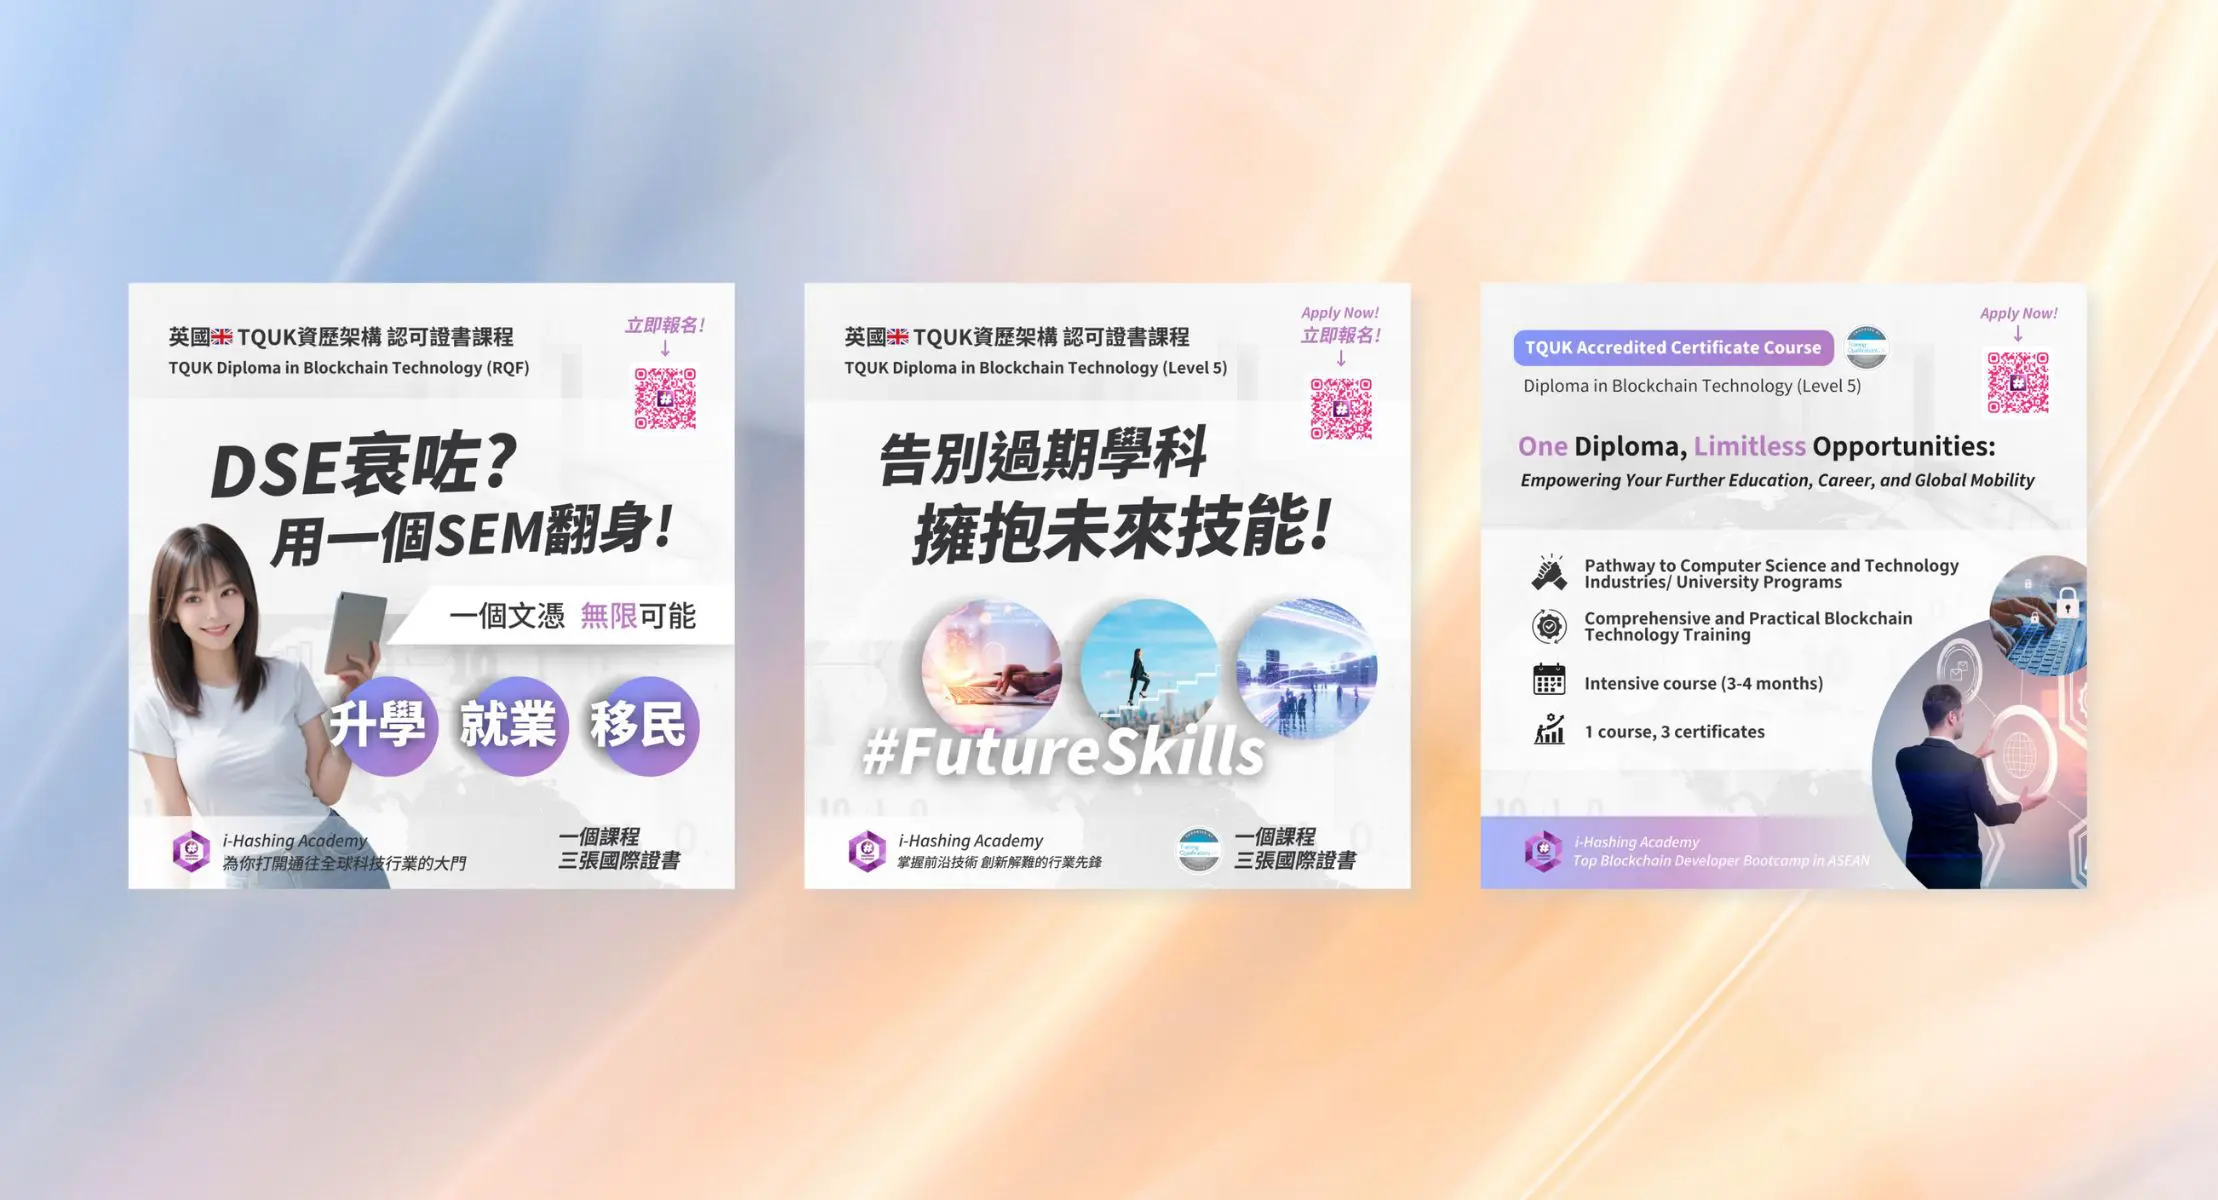 英國🇬🇧 TQUK資歷架構 認可證書課程
TQUK Diploma in Blockchain Technology (RQF)
立即報名!
DSE衰咗?
用一個SEM翻身!
一個文憑 無限可能
升學 就業 移民
i-Hashing Academy
為你打開通往全球科技行業的大門
一個課程
三張國際證書
英國🇬🇧 TQUK資歷架構 認可證書課程
TQUK Diploma in Blockchain Technology (Level 5)
Apply Now!
立即報名!
告別過期學科
擁抱未來技能!
#FutureSkills
i-Hashing Academy
掌握前沿技術 創新解難的行業先鋒
一個課程
三張國際證書
TQUK Accredited Certificate Course
Diploma in Blockchain Technology (Level 5)
Apply Now!
One Diploma, Limitless Opportunities:
Empowering Your Further Education, Career, and Global Mobility
Pathway to Computer Science and Technology
Industries/ University Programs
Comprehensive and Practical Blockchain
Technology Training
Intensive course (3-4 months)
1 course, 3 certificates
i-Hashing Academy
Top Blockchain Developer Bootcamp in ASEAN